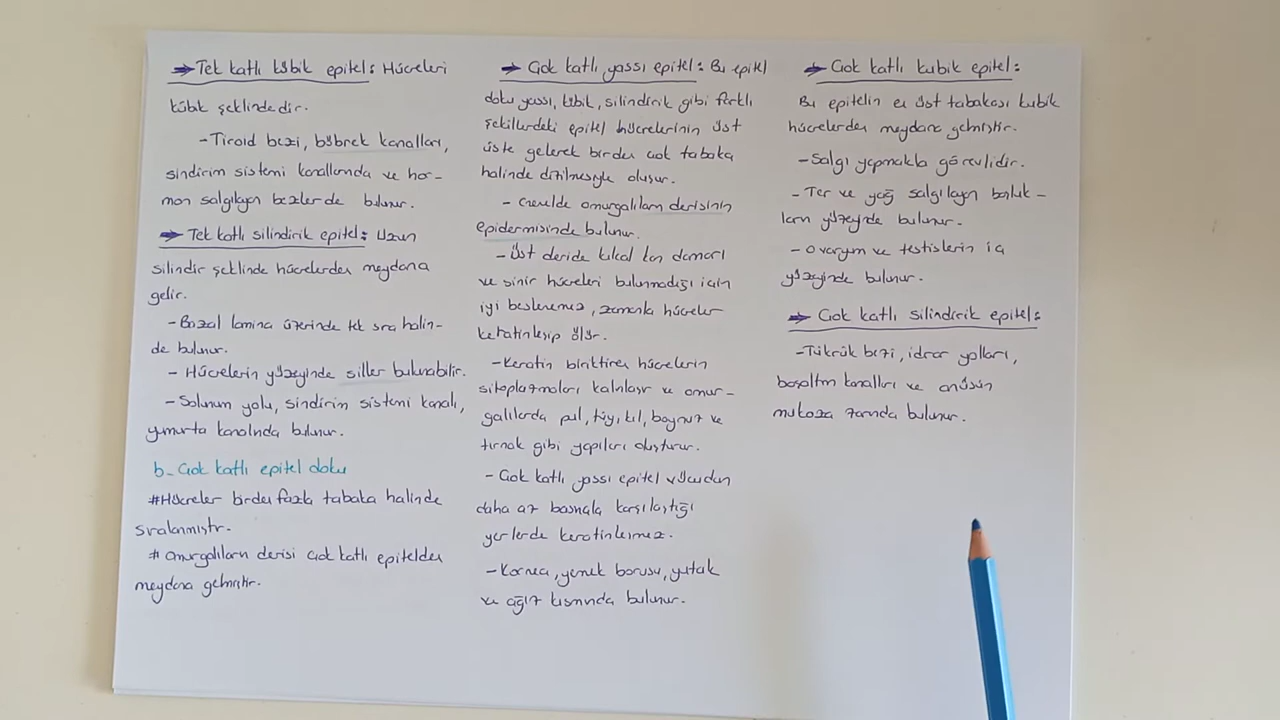 → Tek katlı kübik epitel: Hücreleri
kübik şeklindedir.
- Tiroid bezi, böbrek kanalları,
sindirim sistemi kanallarında ve hor-
mon salgılayan bezlerde bulunur.
→ Tek katlı silindirik epitel: Uzun
silindir şeklinde hücrelerden meydana
gelir.
- Bazal lamina üzerinde tek sıra halin-
de bulunur.
- Hücrelerin yüzeyinde siller bulunabilir.
- Solunum yolu, sindirim sistemi kanalı,
yumurta kanalında bulunur.
b- Çok katlı epitel doku
# Hücreler birden fazla tabaka halinde
sıralanmıştır.
# Omurgalıların derisi çok katlı epitelden
meydana gelmiştir.
→ Çok katlı yassı epitel: Bu epitel
doku yassı, kübik, silindirik gibi farklı
şekillerdeki epitel hücrelerinin üst
üste gelerek birden çok tabaka
halinde dizilmesiyle oluşur.
- Genelde omurgalıların derisinin
epidermisinde bulunur.
- Üst deride kılcal kan damarı
ve sinir hücreleri bulunmadığı için
iyi beslenemez, zamanla hücreler
keratinleşip ölür.
- Keratin biriktiren hücrelerin
sitoplazmaları kalınlaşır ve omur-
galılarda pul, tüy, kıl, boynuz ve
tırnak gibi yapıları oluşturur.
- Çok katlı yassı epitel vücudun
daha az basınçla karşılaştığı
yerlerde keratinleşmez.
- Kornea, yemek borusu, yutak
ve ağız kısmında bulunur.
→ Çok katlı kübik epitel:
Bu epitelin en üst tabakası kübik
hücrelerden meydana gelmiştir.
- Salgı yapmakla görevlidir.
- Ter ve yağ salgılayan boşluk-
ların yüzeyinde bulunur.
- Ovaryum ve testislerin iç
yüzeyinde bulunur.
→ Çok katlı silindirik epitel:
- Tükrük bezi, idrar yolları,
boşaltım kanalları ve anüsün
mukoza zarında bulunur.